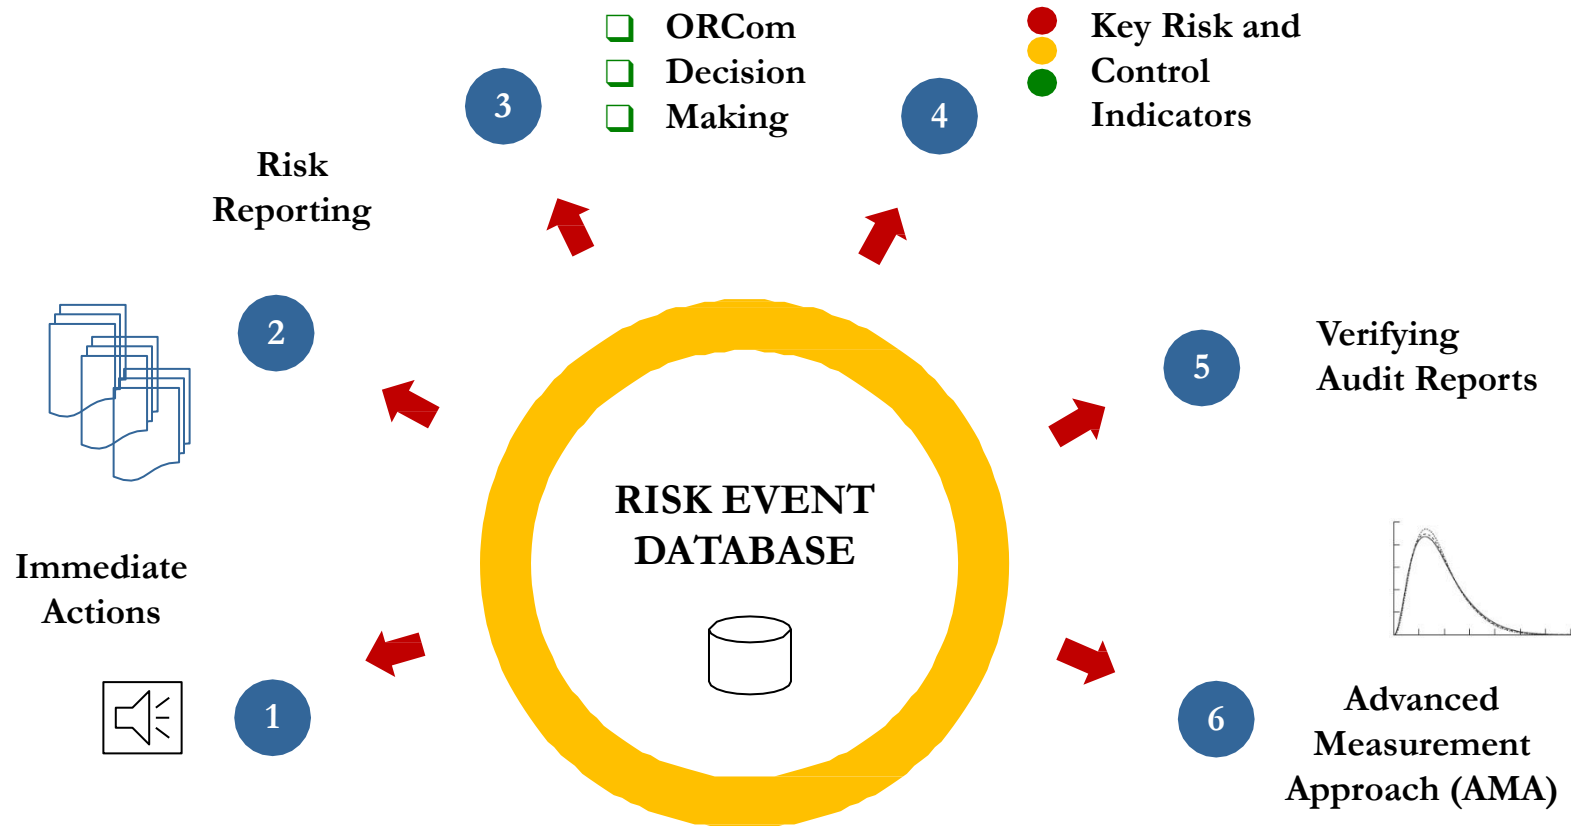 ORCom
Decision
Making
3
4
Key Risk and
Control
Indicators
Risk
Reporting
2
5
Verifying
Audit Reports
RISK EVENT
DATABASE
Immediate
Actions
1
6
Advanced
Measurement
Approach (AMA)